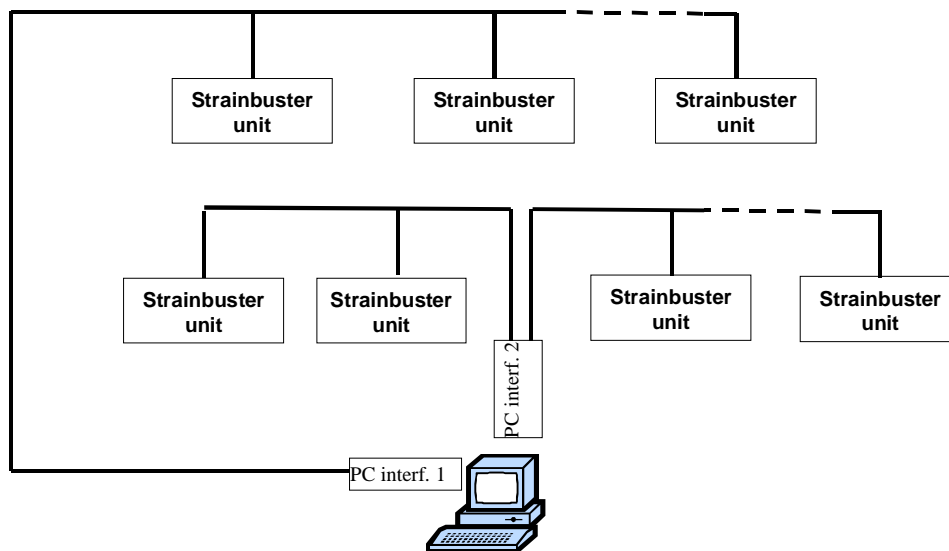 Strainbuster
unit
Strainbuster
unit
Strainbuster
unit
Strainbuster
unit
Strainbuster
unit
Strainbuster
unit
Strainbuster
unit
PC interf. 2
PC interf. 1